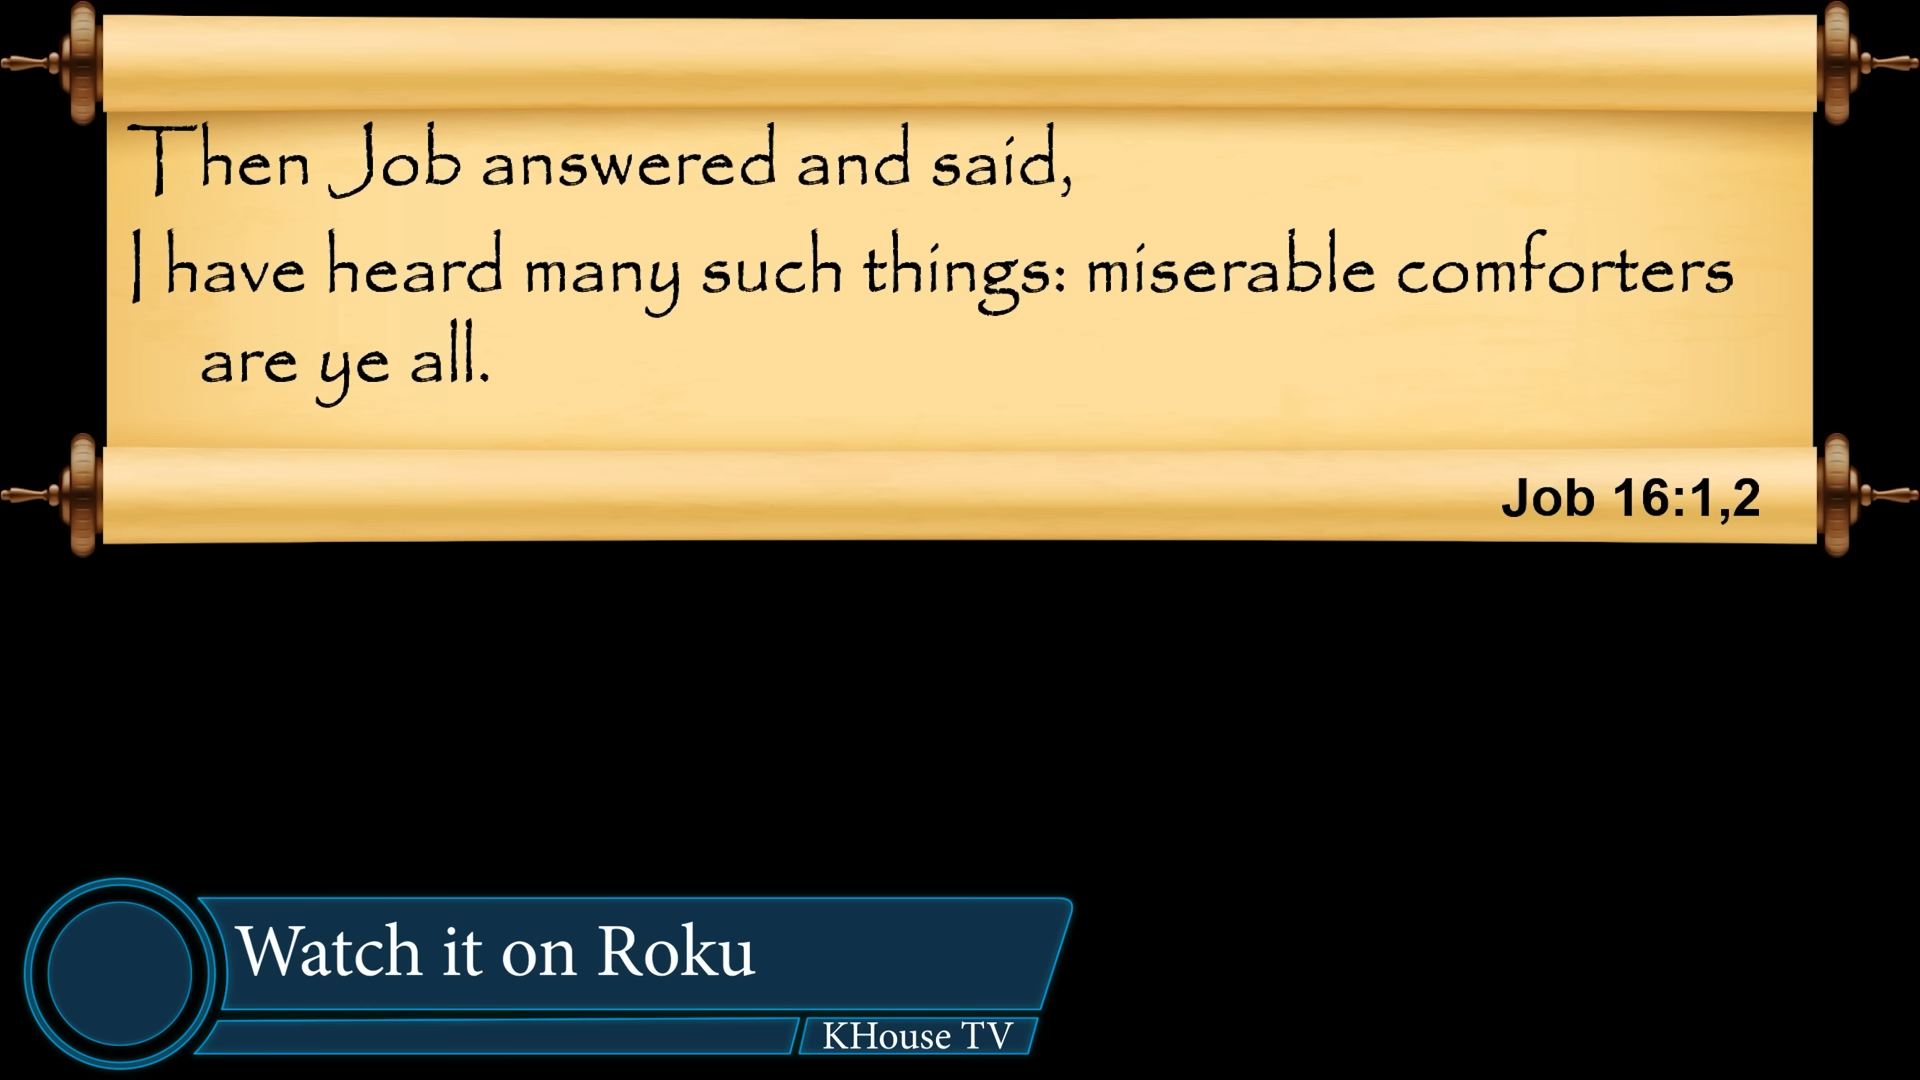 Then Job answered and said,
I have heard many such things: miserable comforters
are ye all.
Job 16:1,2
Watch it on Roku
KHouse TV